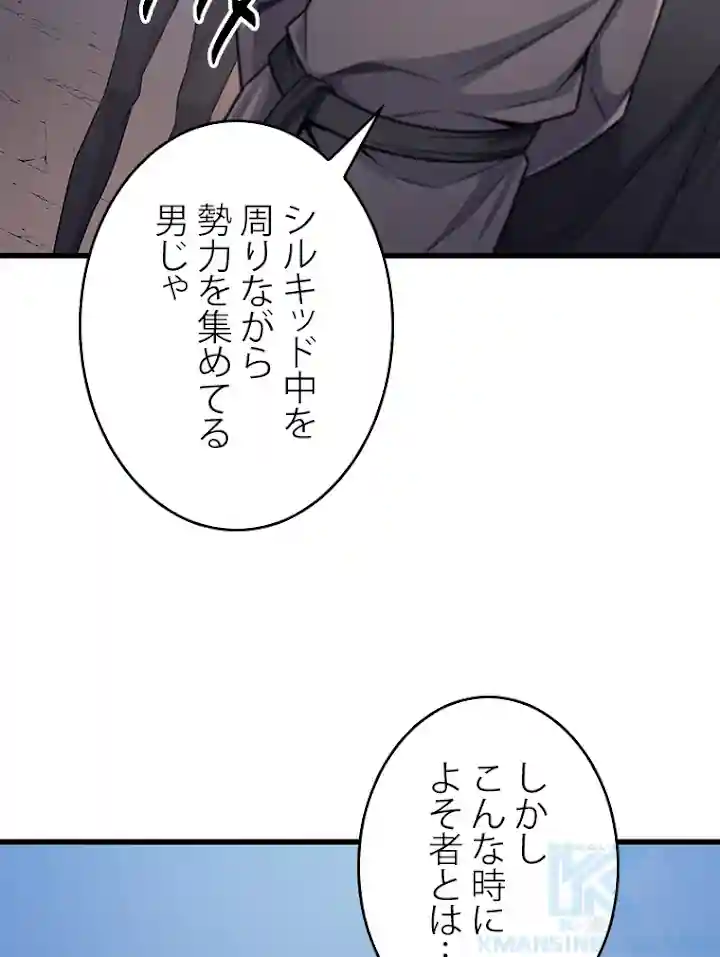 シルキッド中を
周りながら
勢力を集めてる
男じゃ
しかし
こんな時に
よそ者とは‥